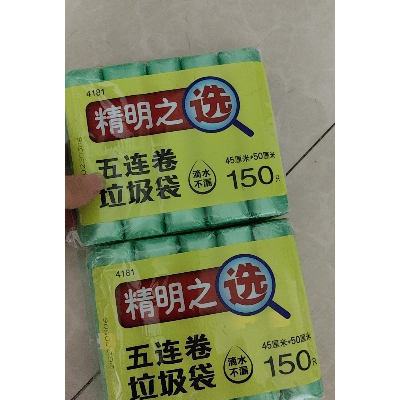 4181
精明之选
五连卷
垃圾袋
滴水
不漏
45厘米*50厘米
150只
4181
精明之选
五连卷
垃圾袋
滴水
不漏
45厘米*50厘米
150只